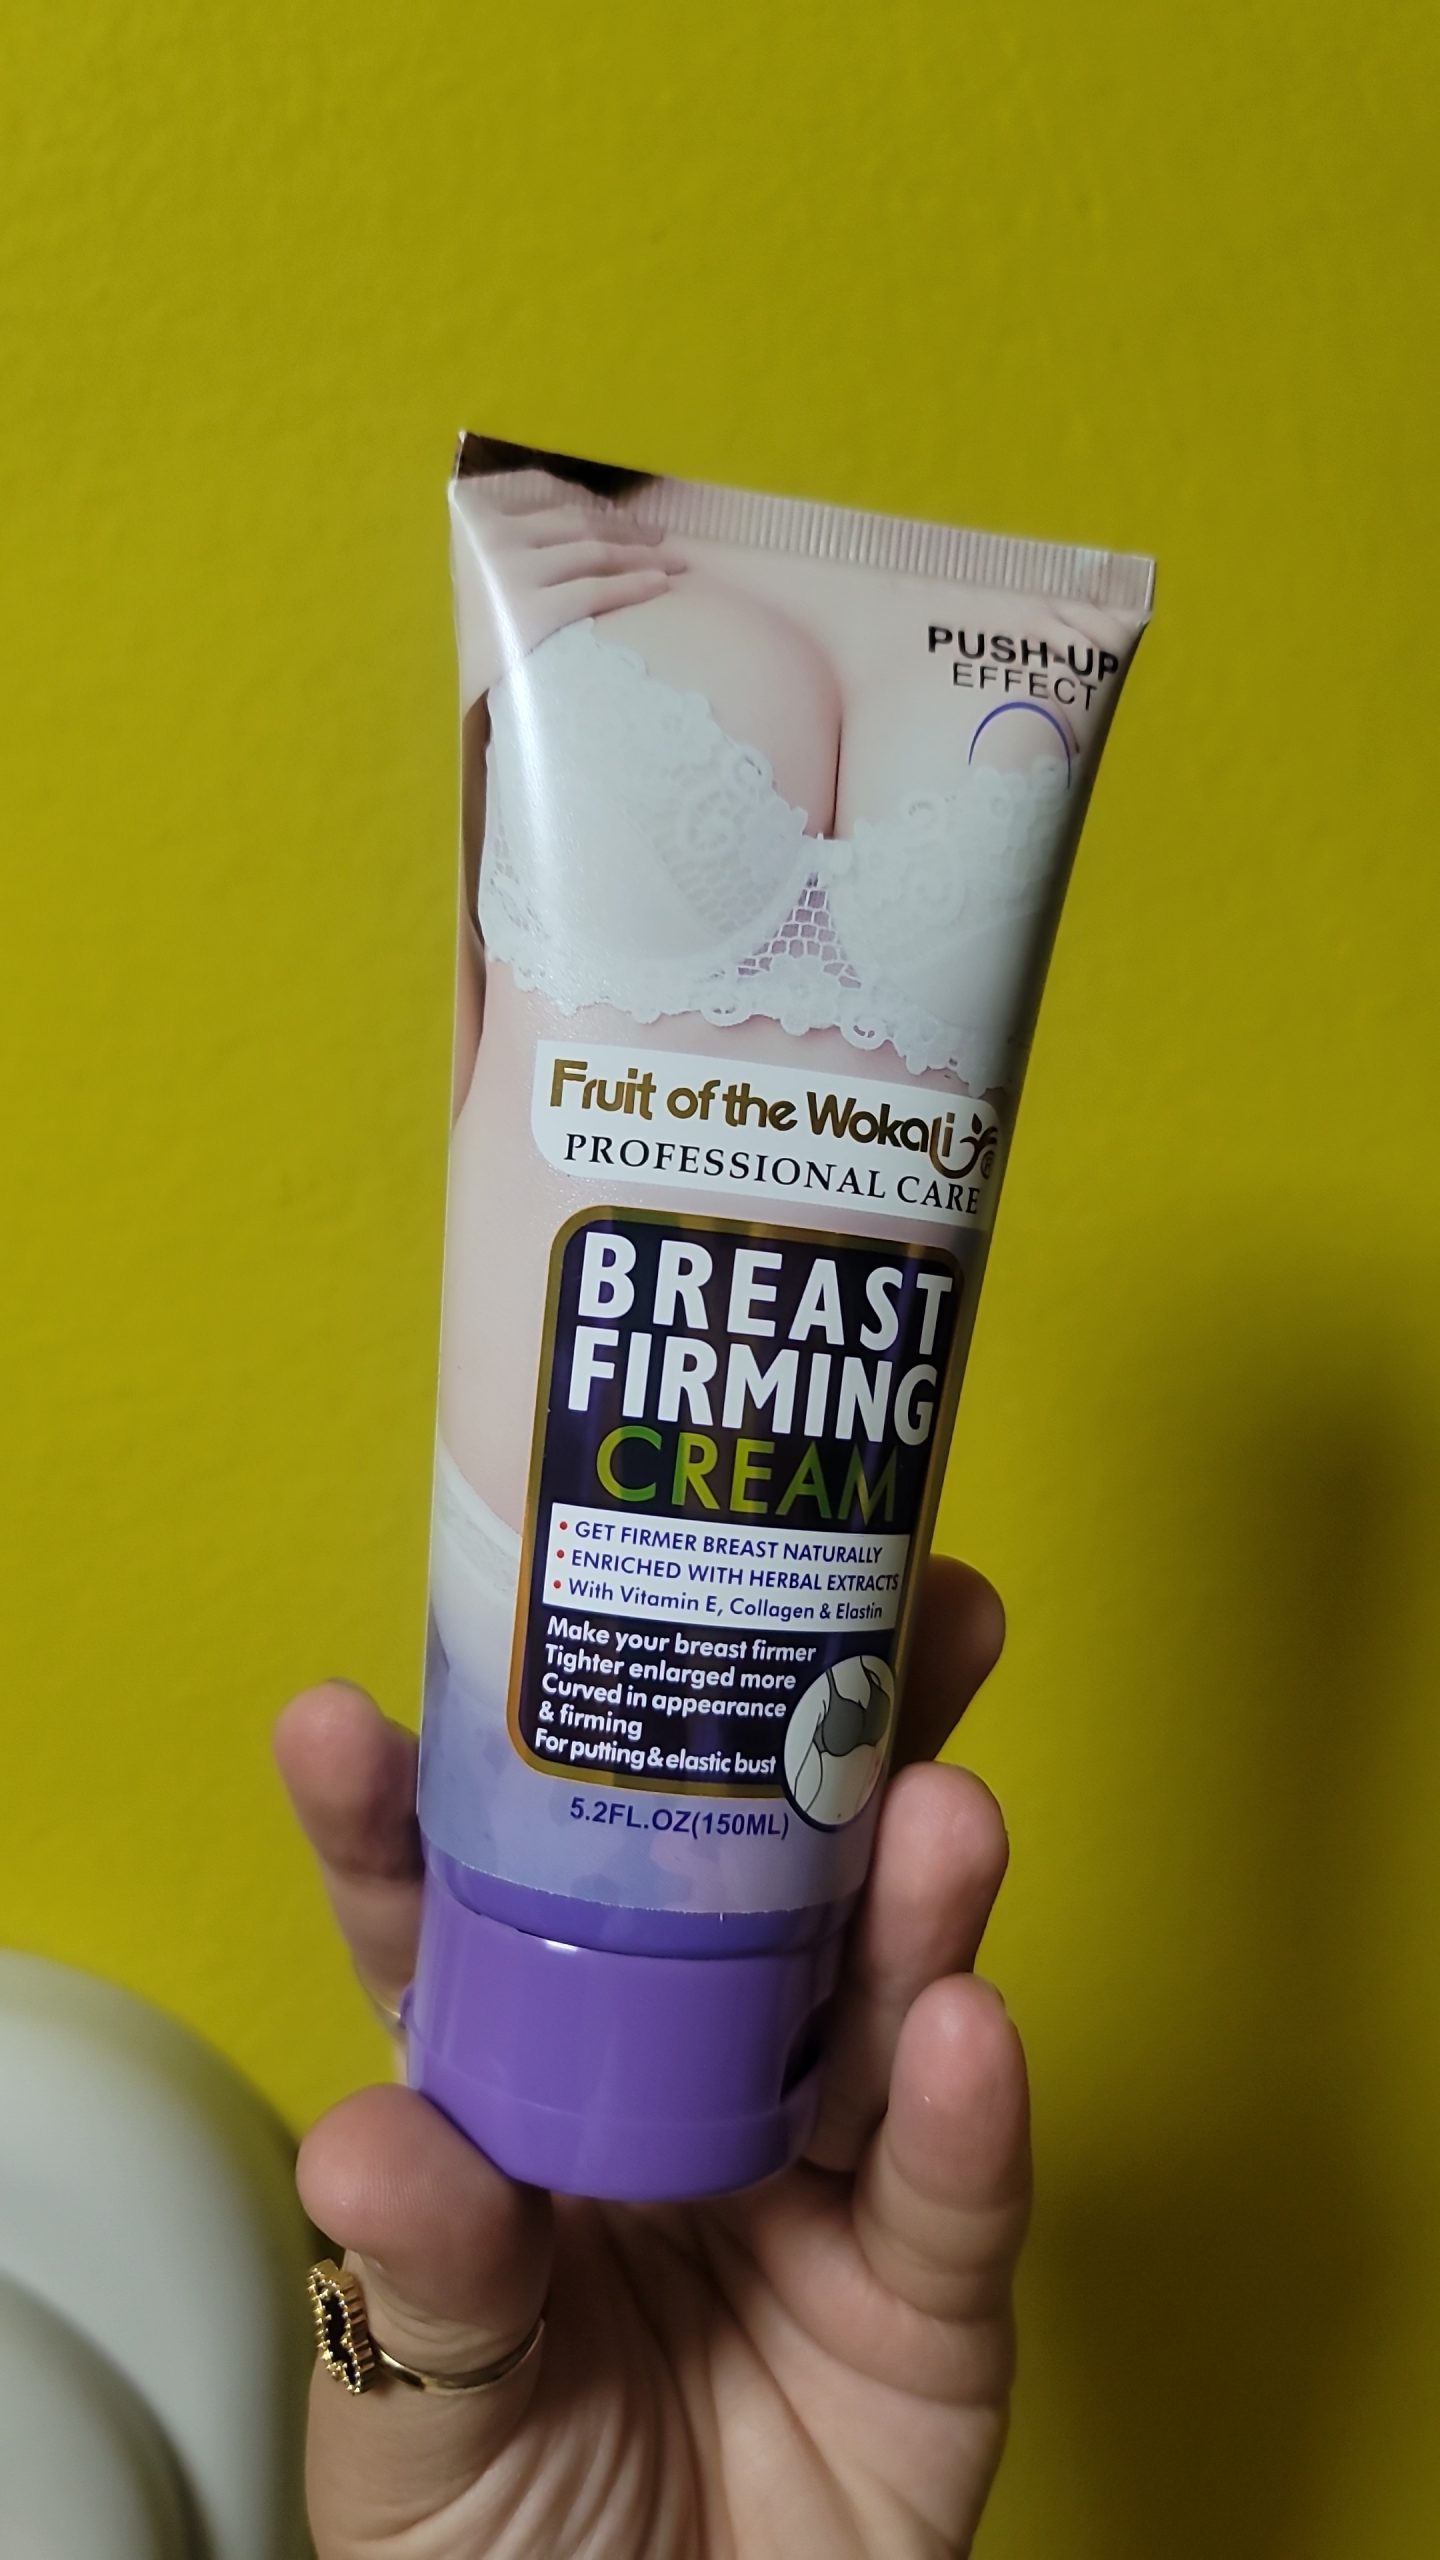 PUSH-UP
EFFECT
Fruit of the Wokali ®
PROFESSIONAL CARE
BREAST
FIRMING
CREAM
• GET FIRMER BREAST NATURALLY
• ENRICHED WITH HERBAL EXTRACTS
• With Vitamin E, Collagen & Elastin
Make your breast firmer
Tighter enlarged more
Curved in appearance
& firming
For putting & elastic bust
5.2FL.OZ(150ML)